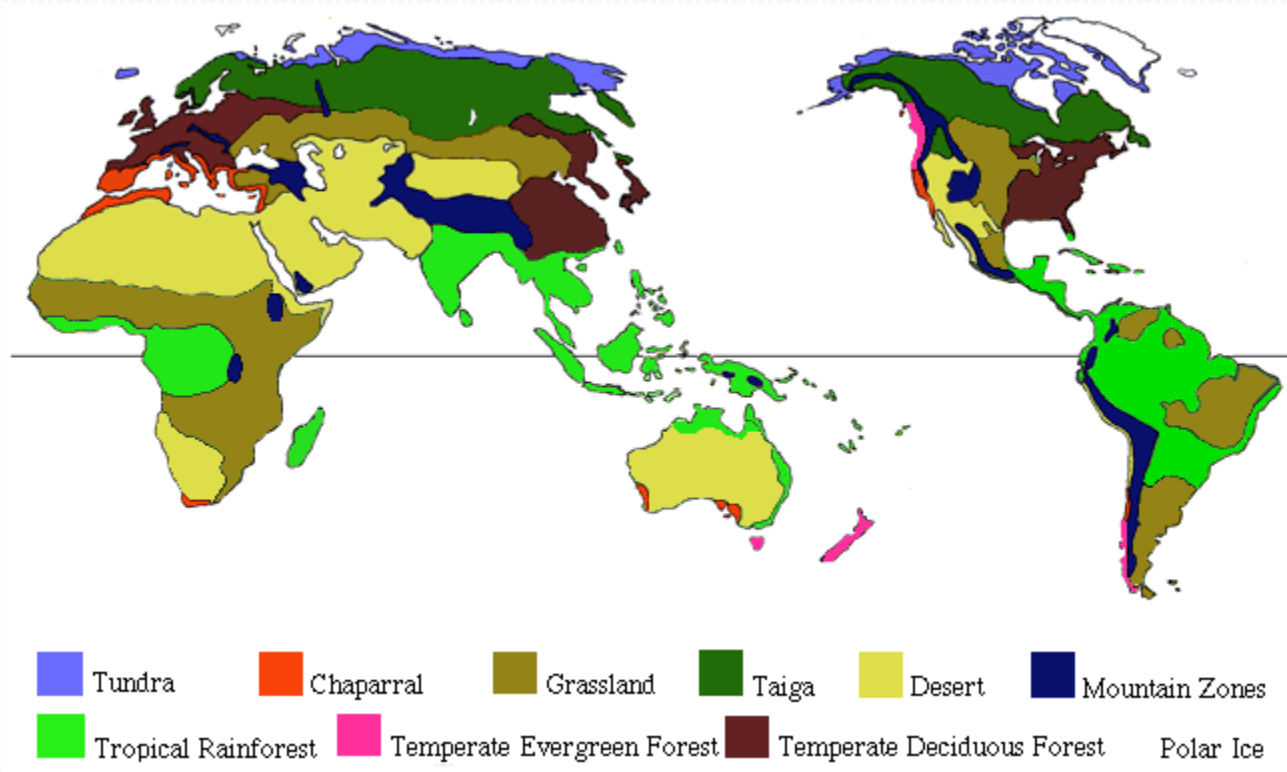 Tundra Chaparral Grassland Taiga Desert Mountain Zones
Tropical Rainforest Temperate Evergreen Forest Temperate Deciduous Forest Polar Ice